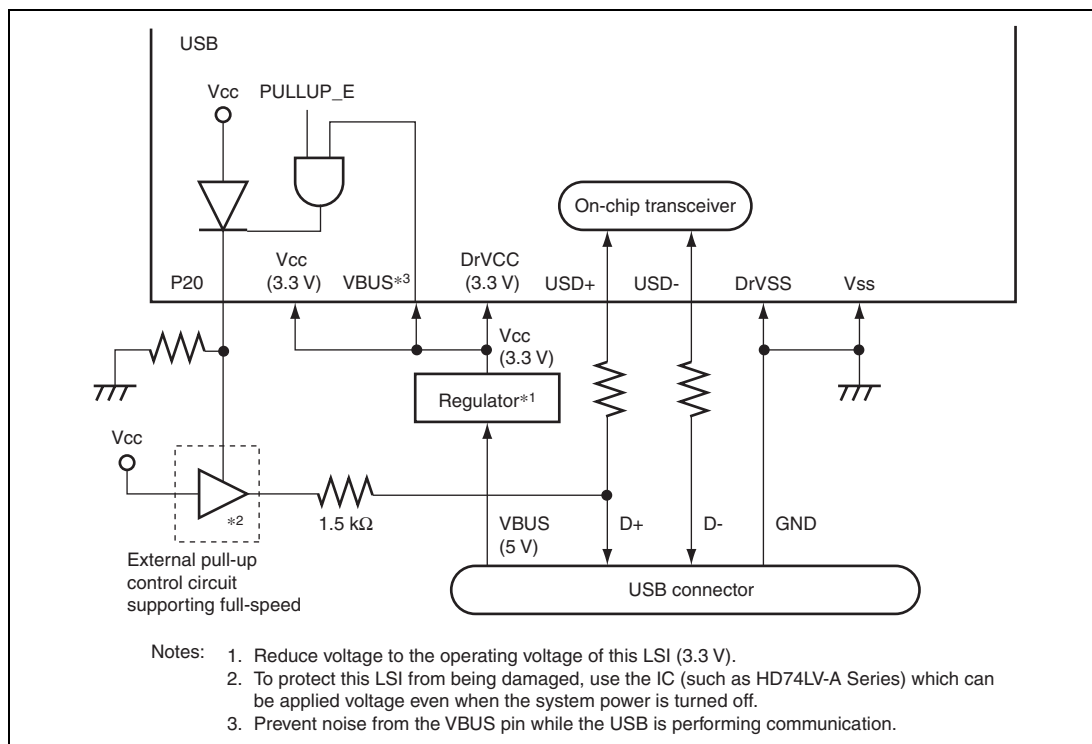 USB
Vcc PULLUP_E
On-chip transceiver
P20
Vcc
(3.3 V)
VBUS*3
DrVCC
(3.3 V)
USD+
USD-
DrVSS
Vss
Vcc
(3.3 V)
Regulator*1
Vcc
*2
1.5 kΩ
External pull-up
control circuit
supporting full-speed
VBUS
(5 V)
D+
D-
GND
USB connector
Notes: 1. Reduce voltage to the operating voltage of this LSI (3.3 V).
2. To protect this LSI from being damaged, use the IC (such as HD74LV-A Series) which can
be applied voltage even when the system power is turned off.
3. Prevent noise from the VBUS pin while the USB is performing communication.